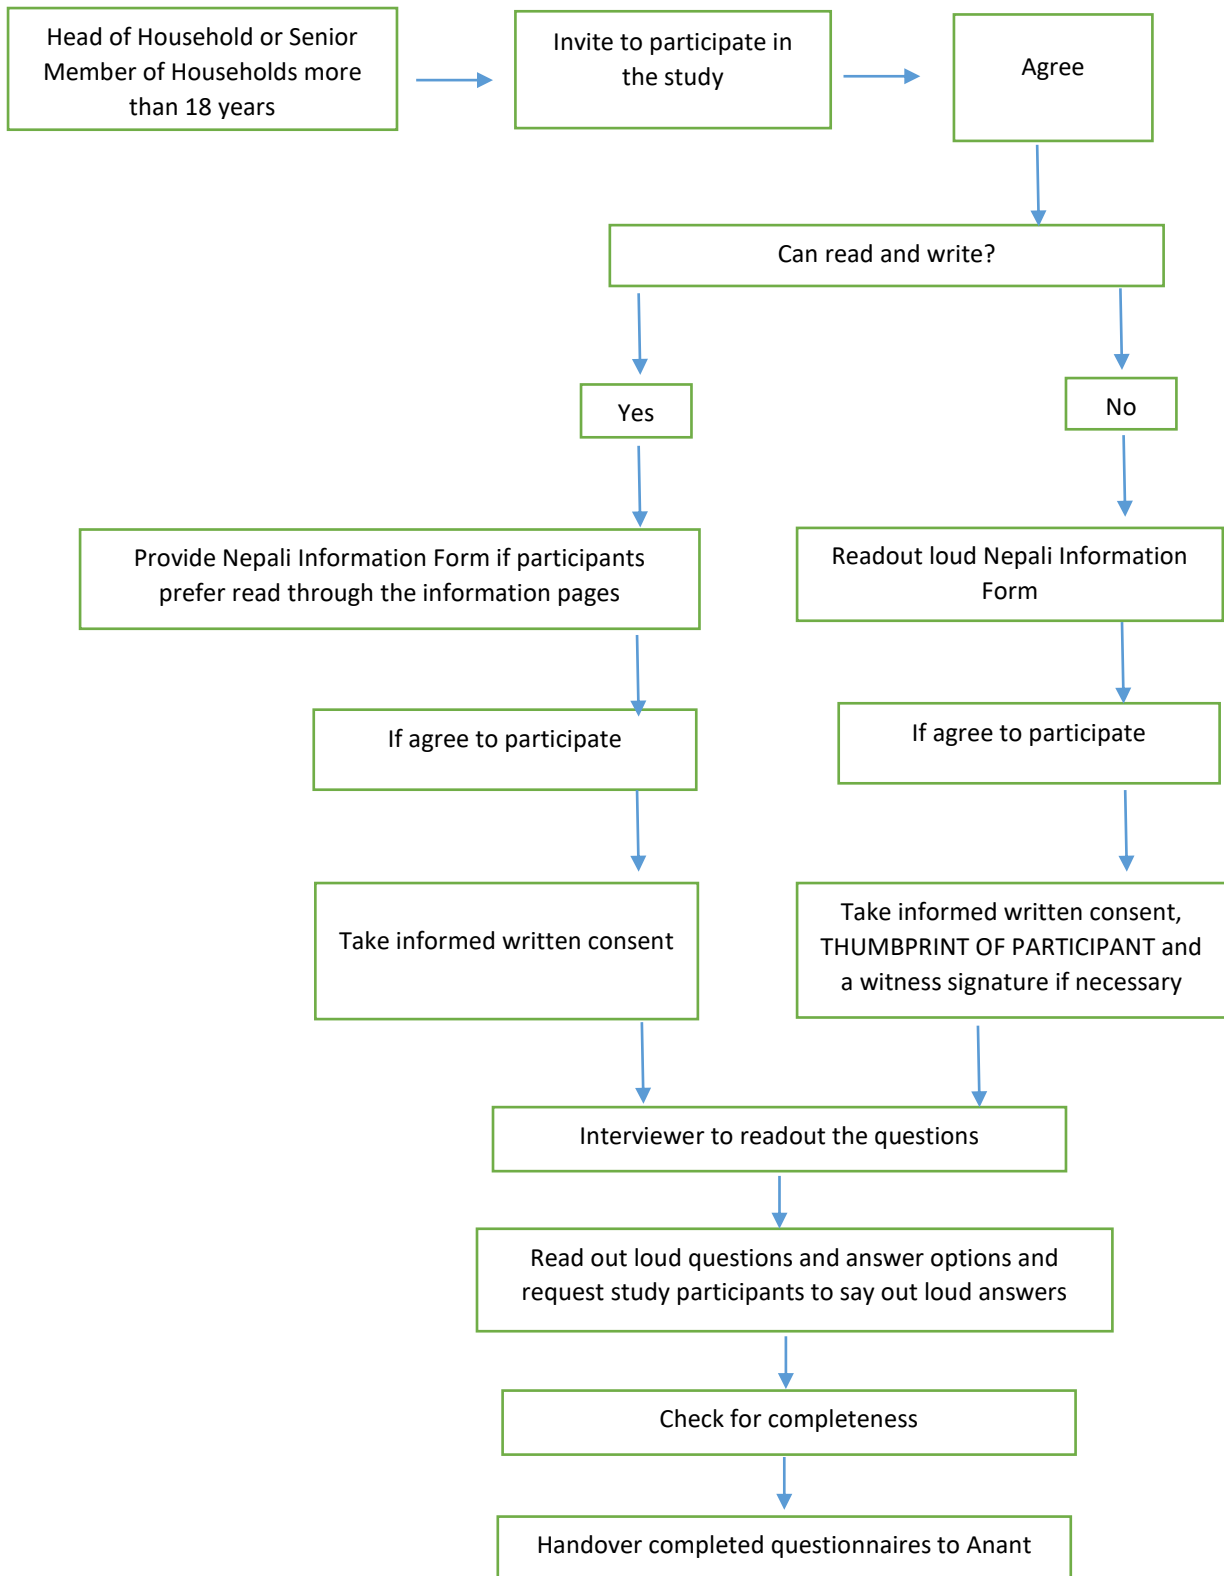 Head of Household or Senior
Member of Households more
than 18 years
Invite to participate in
the study
Agree
Can read and write?
Yes
No
Provide Nepali Information Form if participants
prefer read through the information pages
Readout loud Nepali Information
Form
If agree to participate
If agree to participate
Take informed written consent
Take informed written consent,
THUMBPRINT OF PARTICIPANT and
a witness signature if necessary
Interviewer to readout the questions
Read out loud questions and answer options and
request study participants to say out loud answers
Check for completeness
Handover completed questionnaires to Anant